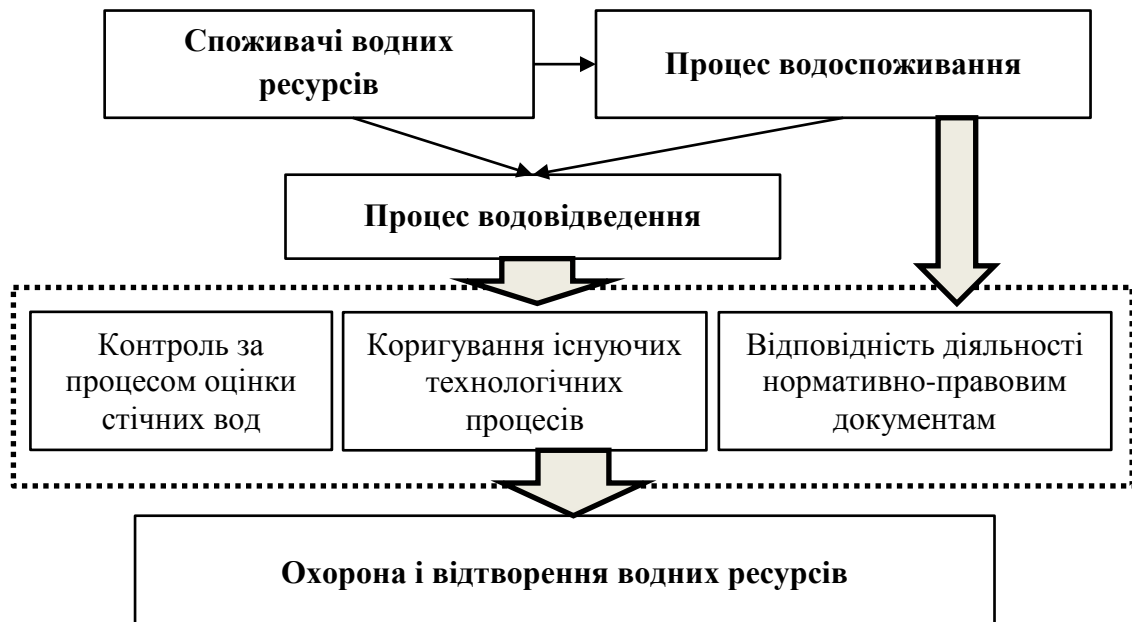 Споживачі водних
ресурсів
Процес водоспоживання
Процес водовідведення
Контроль за
процесом оцінки
стічних вод
Коригування існуючих
технологічних
процесів
Відповідність діяльності
нормативно-правовим
документам
Охорона і відтворення водних ресурсів